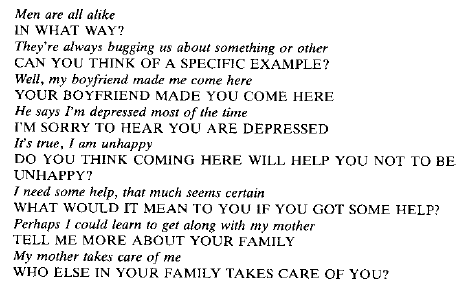 Men are all alike
IN WHAT WAY?
They're always bugging us about something or other
CAN YOU THINK OF A SPECIFIC EXAMPLE?
Well, my boyfriend made me come here
YOUR BOYFRIEND MADE YOU COME HERE
He says I'm depressed most of the time
I'M SORRY TO HEAR YOU ARE DEPRESSED
It's true, I am unhappy
DO YOU THINK COMING HERE WILL HELP YOU NOT TO BE
UNHAPPY?
I need some help, that much seems certain
WHAT WOULD IT MEAN TO YOU IF YOU GOT SOME HELP?
Perhaps I could learn to get along with my mother
TELL ME MORE ABOUT YOUR FAMILY
My mother takes care of me
WHO ELSE IN YOUR FAMILY TAKES CARE OF YOU?